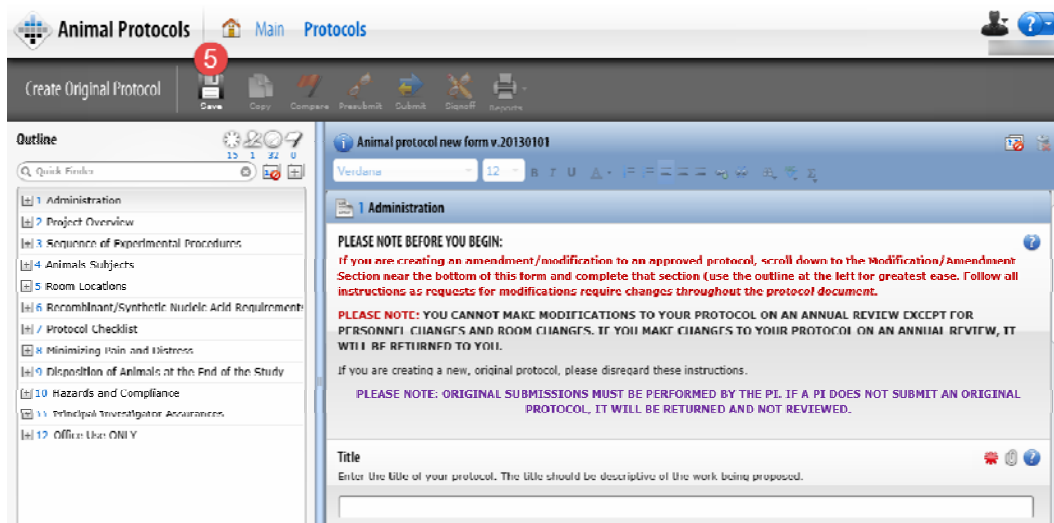 Animal Protocols Main Protocols
5
Create Original Protocol
Save Copy Compare Presubmit Submit Signoff Reports
Outline
15 1 32 0
Quick Finder
1 Administration
2 Project Overview
3 Sequence of Experimental Procedures
4 Animals Subjects
5 Room Locations
6 Recombinant/Synthetic Nucleic Acid Requirements
7 Protocol Checklist
8 Minimizing Pain and Distress
9 Disposition of Animals at the End of the Study
10 Hazards and Compliance
11 Principal Investigator Assurances
12 Office Use ONLY
Animal protocol new form v.20130101
Verdana 12 B I U A
1 Administration
PLEASE NOTE BEFORE YOU BEGIN:
If you are creating an amendment/modification to an approved protocol, scroll down to the Modification/Amendment
Section near the bottom of this form and complete that section (use the outline at the left for greatest ease. Follow all
instructions as requests for modifications require changes throughout the protocol document.
PLEASE NOTE: YOU CANNOT MAKE MODIFICATIONS TO YOUR PROTOCOL ON AN ANNUAL REVIEW EXCEPT FOR
PERSONNEL CHANGES AND ROOM CHANGES. IF YOU MAKE CHANGES TO YOUR PROTOCOL ON AN ANNUAL REVIEW, IT
WILL BE RETURNED TO YOU.
If you are creating a new, original protocol, please disregard these instructions.
PLEASE NOTE: ORIGINAL SUBMISSIONS MUST BE PERFORMED BY THE PI. IF A PI DOES NOT SUBMIT AN ORIGINAL
PROTOCOL, IT WILL BE RETURNED AND NOT REVIEWED.
Title
Enter the title of your protocol. The title should be descriptive of the work being proposed.